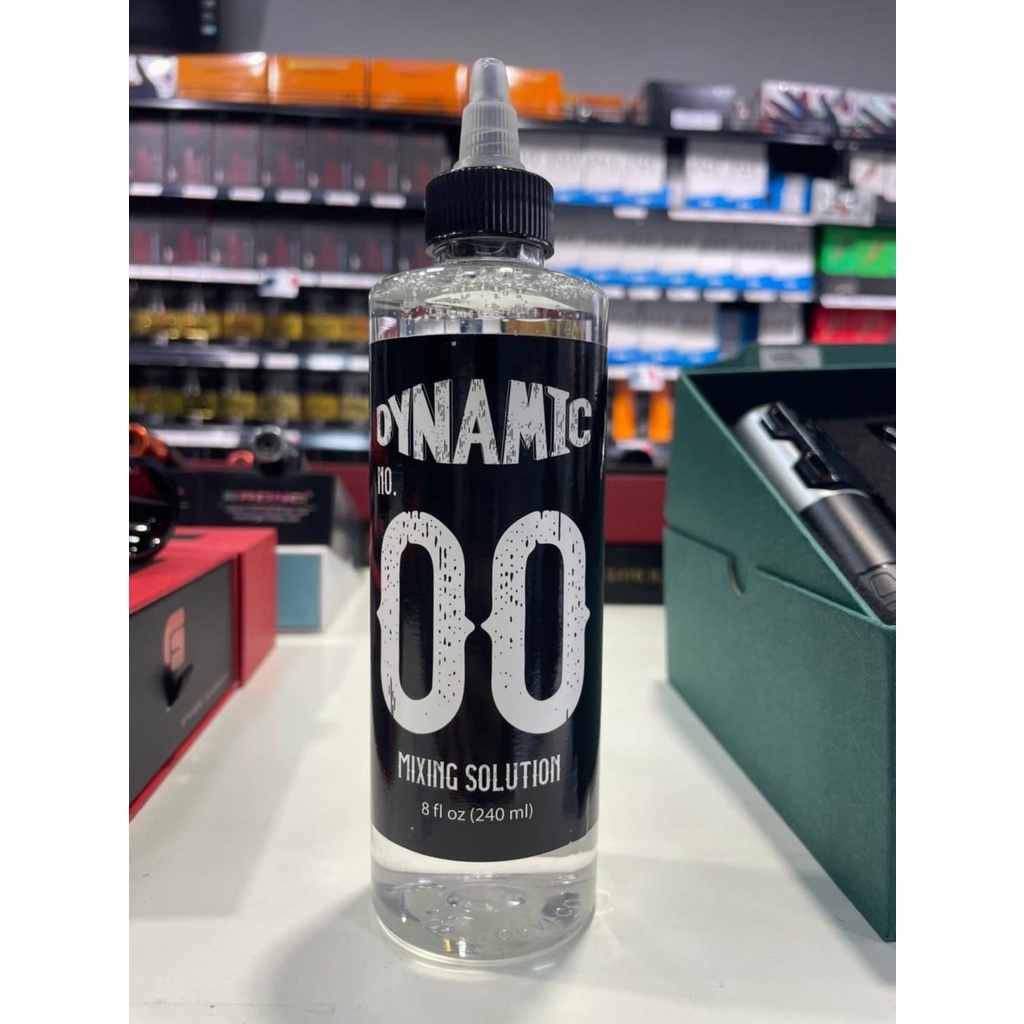 DYNAMIC
NO.
00
MIXING SOLUTION
8 fl oz (240 ml)